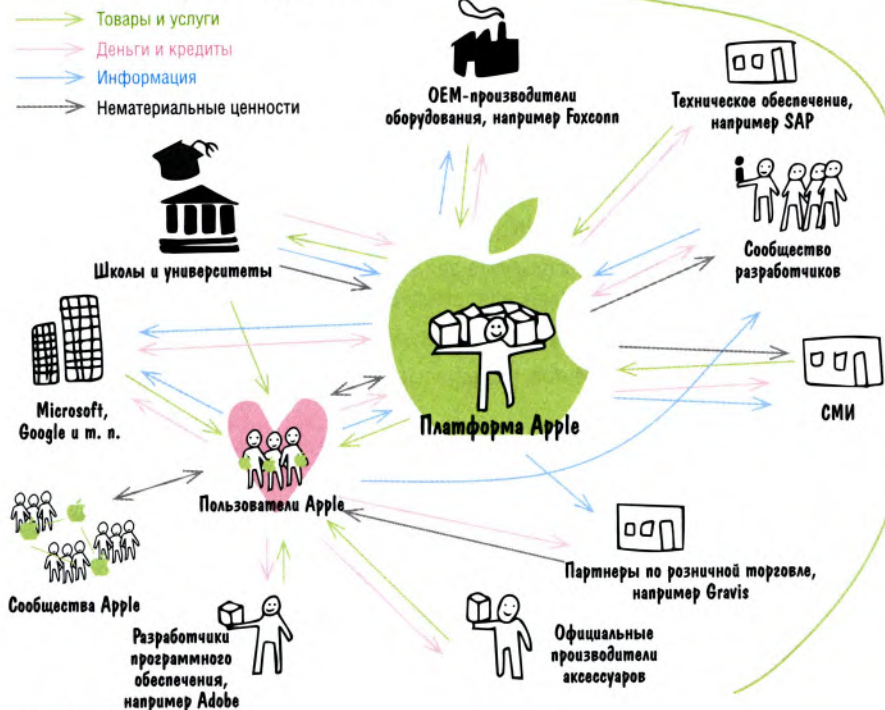 Товары и услуги
Деньги и кредиты
Информация
Нематериальные ценности
OEM-производители
оборудования, например Foxconn
Техническое обеспечение,
например SAP
Школы и университеты
Сообщество
разработчиков
Microsoft,
Google и т. п.
Платформа Apple
СМИ
Пользователи Apple
Сообщества Apple
Партнеры по розничной торговле,
например Gravis
Разработчики
программного
обеспечения,
например Adobe
Официальные
производители
аксессуаров